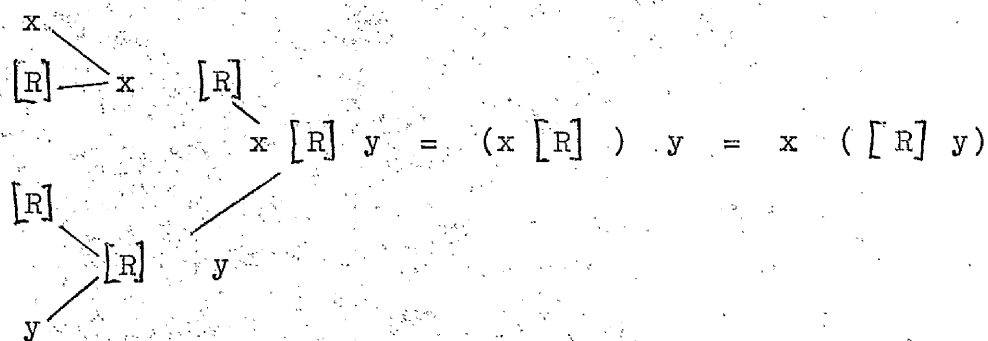 x
[R] x [R]
x [R] y = (x [R] ) y = x ( [R] y)
[R]
[R] y
y